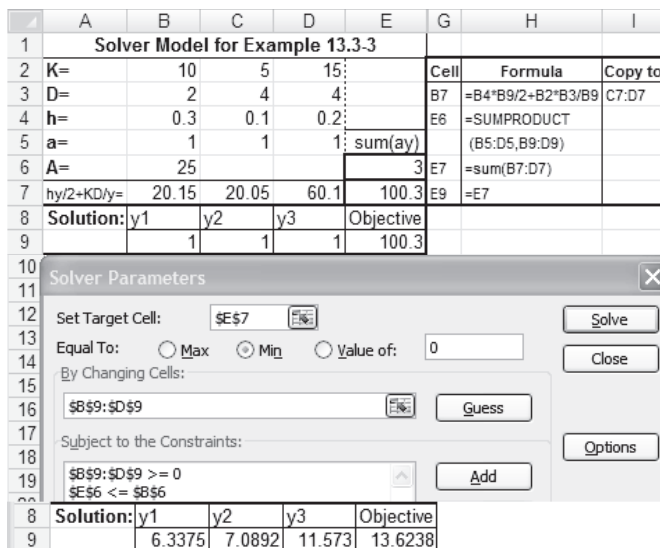 A B C D E G H I
1 Solver Model for Example 13.3-3
2 K= 10 5 15 Cell Formula Copy to
3 D= 2 4 4 B7 =B4*B9/2+B2*B3/B9 C7:D7
4 h= 0.3 0.1 0.2 E6 =SUMPRODUCT
5 a= 1 1 1 sum(ay) (B5:D5,B9:D9)
6 A= 25 3 E7 =sum(B7:D7)
7 hy/2+KD/y= 20.15 20.05 60.1 100.3 E9 =E7
8 Solution: y1 y2 y3 Objective
9 1 1 1 100.3
10
Solver Parameters
11
12 Set Target Cell: $E$7 Solve
13
14 Equal To: Max Min Value of: 0 Close
15 By Changing Cells:
16 $B$9:$D$9 Guess
17
18 Subject to the Constraints: Options
19 $B$9:$D$9 >= 0 Add
$E$6 <= $B$6
8 Solution: y1 y2 y3 Objective
9 6.3375 7.0892 11.573 13.6238